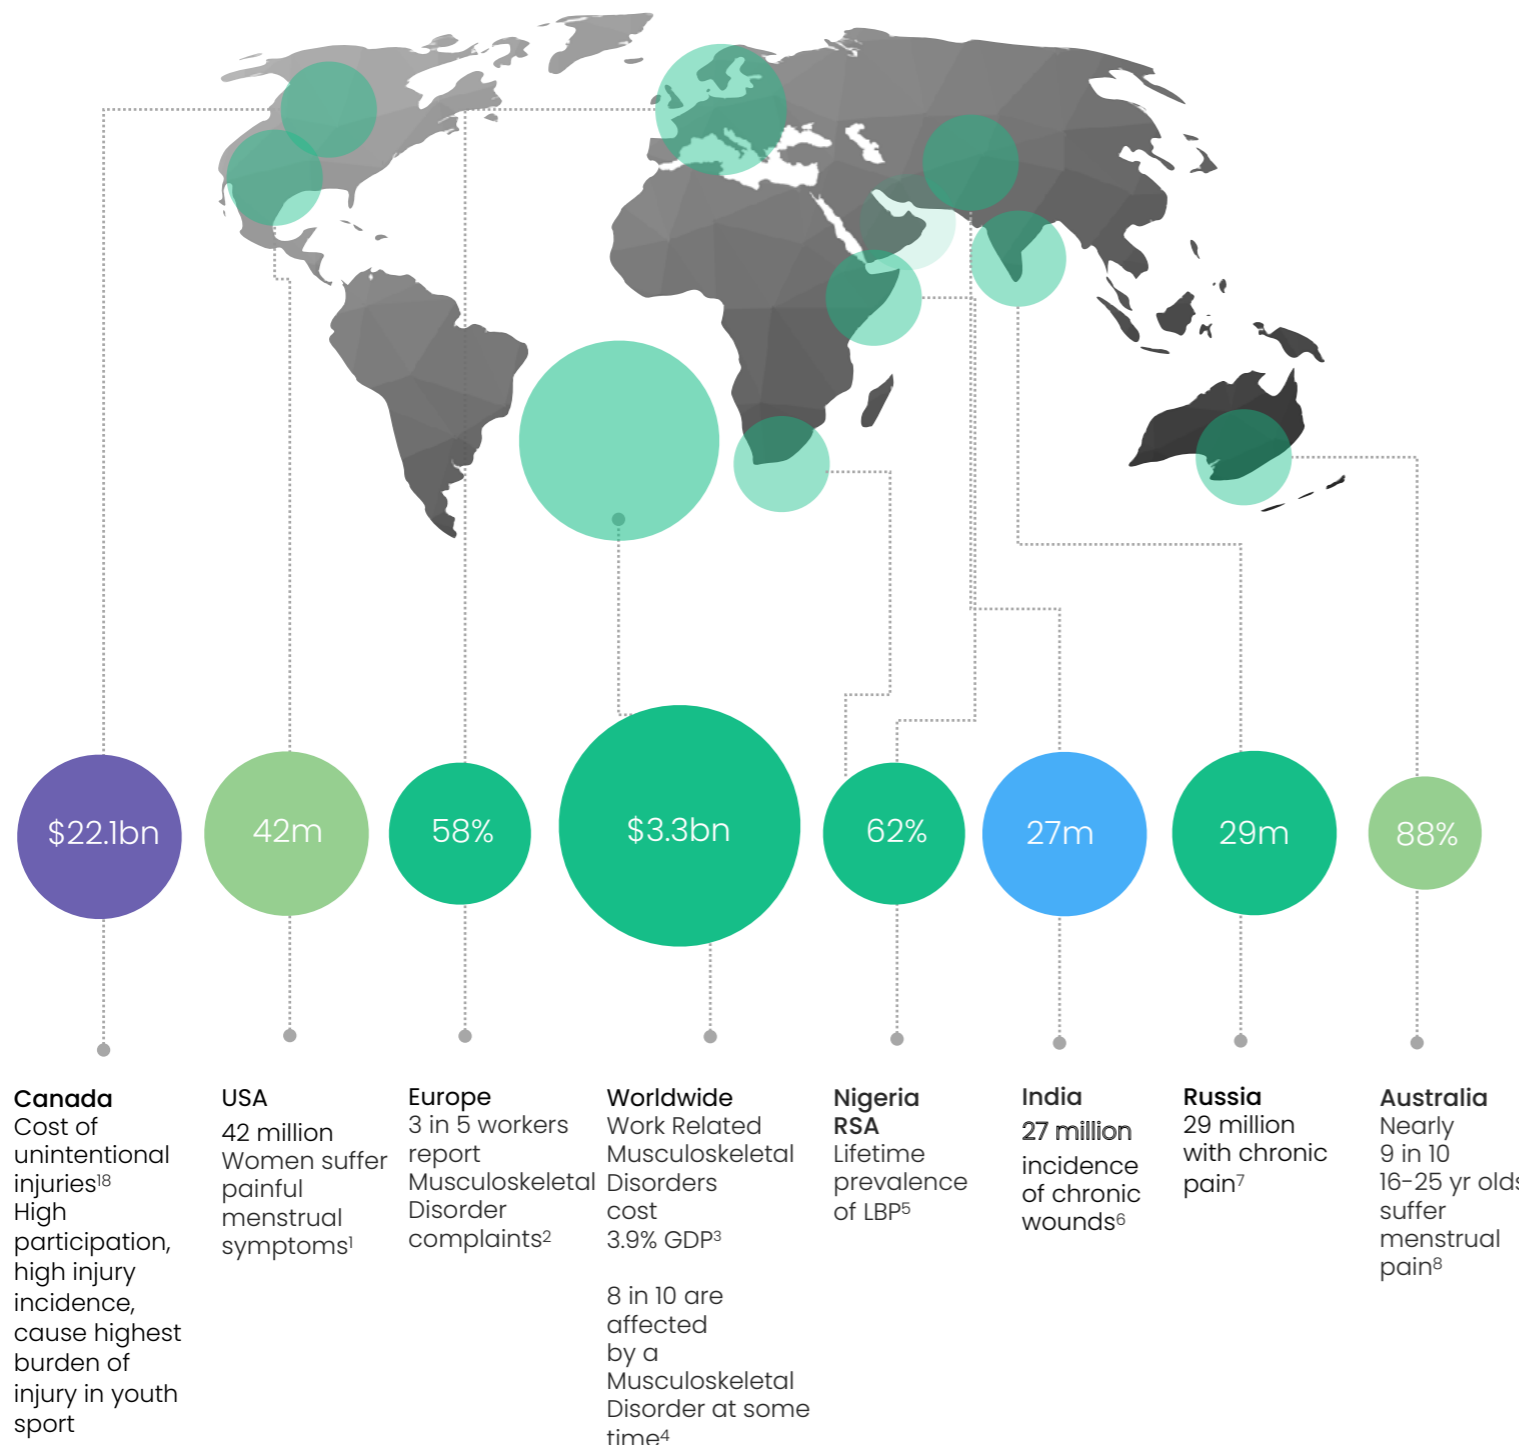 $22.1bn
42m
58%
$3.3bn
62%
27m
29m
88%
Canada
Cost of
unintentional
injuries¹⁸
High
participation,
high injury
incidence,
cause highest
burden of
injury in youth
sport
USA
42 million
Women suffer
painful
menstrual
symptoms¹
Europe
3 in 5 workers
report
Musculoskeletal
Disorder
complaints²
Worldwide
Work Related
Musculoskeletal
Disorders
cost
3.9% GDP³
8 in 10 are
affected
by a
Musculoskeletal
Disorder at some
time⁴
Nigeria
RSA
Lifetime
prevalence
of LBP⁵
India
27 million
incidence
of chronic
wounds⁶
Russia
29 million
with chronic
pain⁷
Australia
Nearly
9 in 10
16-25 yr olds
suffer
menstrual
pain⁸